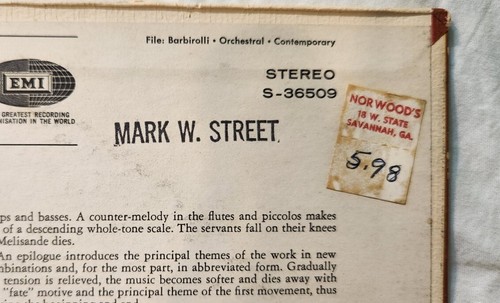 File: Barbirolli • Orchestral • Contemporary
STEREO
S-36509
EMI
GREATEST RECORDING
NISATION IN THE WORLD
NORWOOD'S
18 W. STATE
SAVANNAH, GA.
5.98
MARK W. STREET
ps and basses. A counter-melody in the flutes and piccolos makes
of a descending whole-tone scale. The servants fall on their knees
Melisande dies.
An epilogue introduces the principal themes of the work in new
mbinations and, for the most part, in abbreviated form. Gradually
tension is relieved, the music becomes softer and dies away with
"fate" motive and the principal theme of the first movement, thus